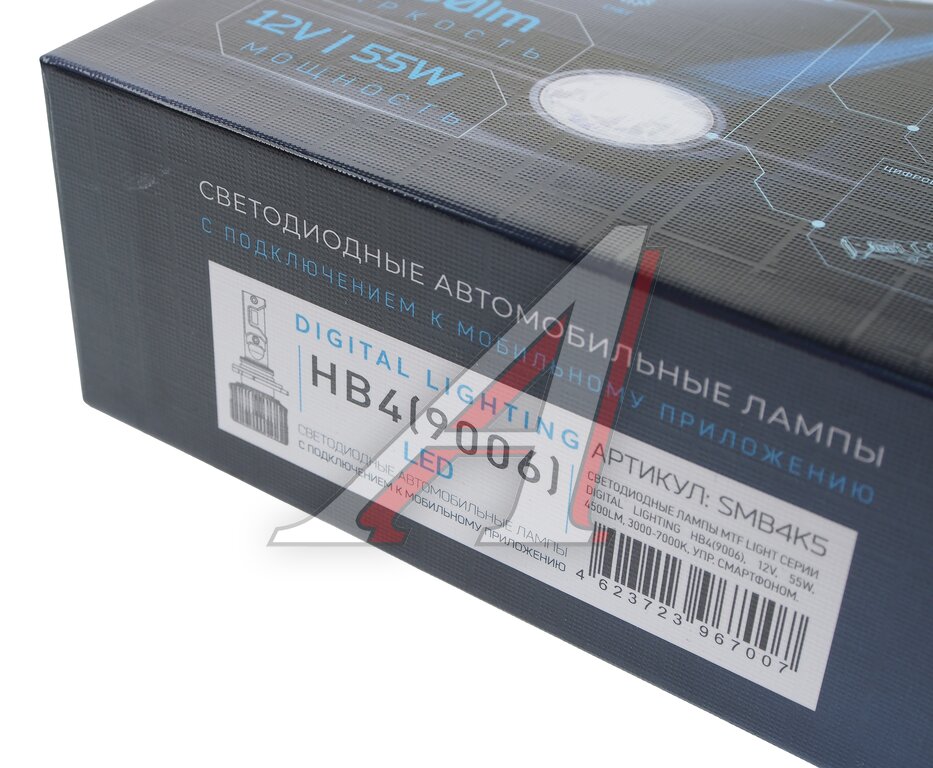 12V | 55W
МОЩНОСТЬ
СВЕТОДИОДНЫЕ АВТОМОБИЛЬНЫЕ ЛАМПЫ
С ПОДКЛЮЧЕНИЕМ К МОБИЛЬНОМУ ПРИЛОЖЕНИЮ
DIGITAL LIGHTING
HB4(9006)
LED
СВЕТОДИОДНЫЕ АВТОМОБИЛЬНЫЕ ЛАМПЫ
С ПОДКЛЮЧЕНИЕМ К МОБИЛЬНОМУ ПРИЛОЖЕНИЮ
АРТИКУЛ: SMB4K5
СВЕТОДИОДНЫЕ ЛАМПЫ MTF LIGHT СЕРИИ
DIGITAL LIGHTING HB4(9006), 12V, 55W,
4500LM, 3000-7000K, УПР. СМАРТФОНОМ.
4 623723 967007